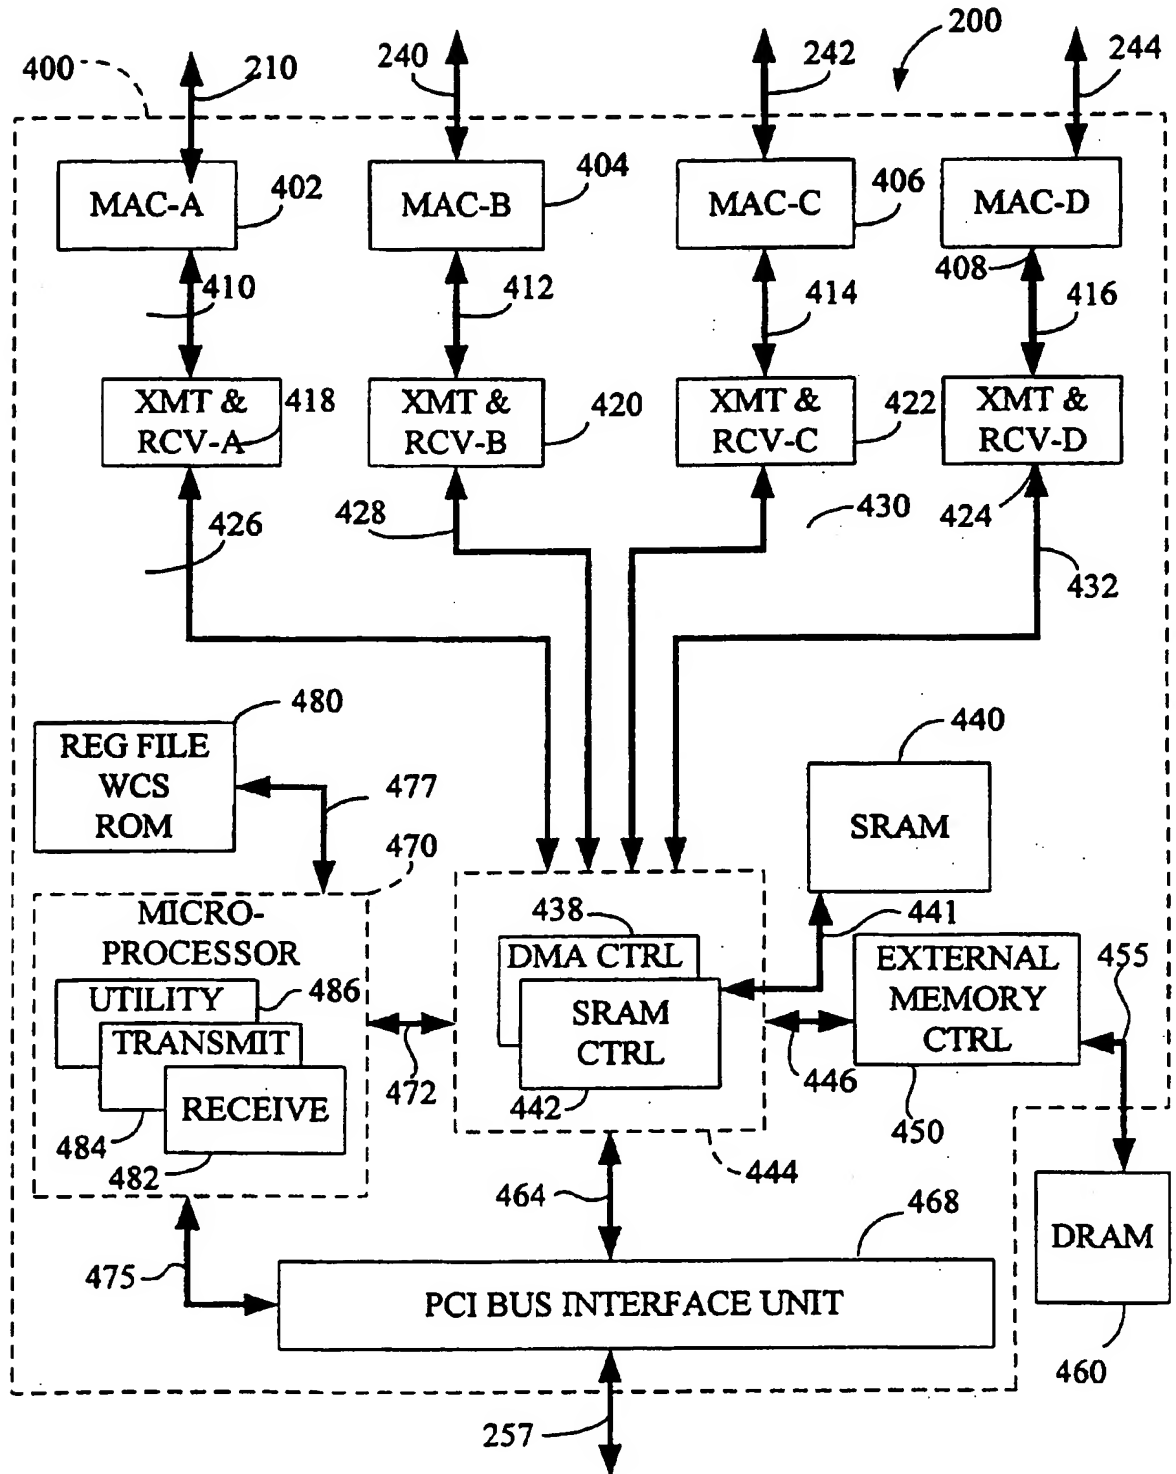 200
400
210
240
242
244
MAC-A
402
MAC-B
404
MAC-C
406
MAC-D
408
410
412
414
416
XMT &
RCV-A
418
XMT &
RCV-B
420
XMT &
RCV-C
422
XMT &
RCV-D
424
426
428
430
432
480
REG FILE
WCS
ROM
477
470
440
SRAM
441
MICRO-
PROCESSOR
UTILITY
486
TRANSMIT
RECEIVE
484
482
472
438
DMA CTRL
SRAM
CTRL
442
444
446
EXTERNAL
MEMORY
CTRL
450
455
464
468
475
PCI BUS INTERFACE UNIT
DRAM
460
257